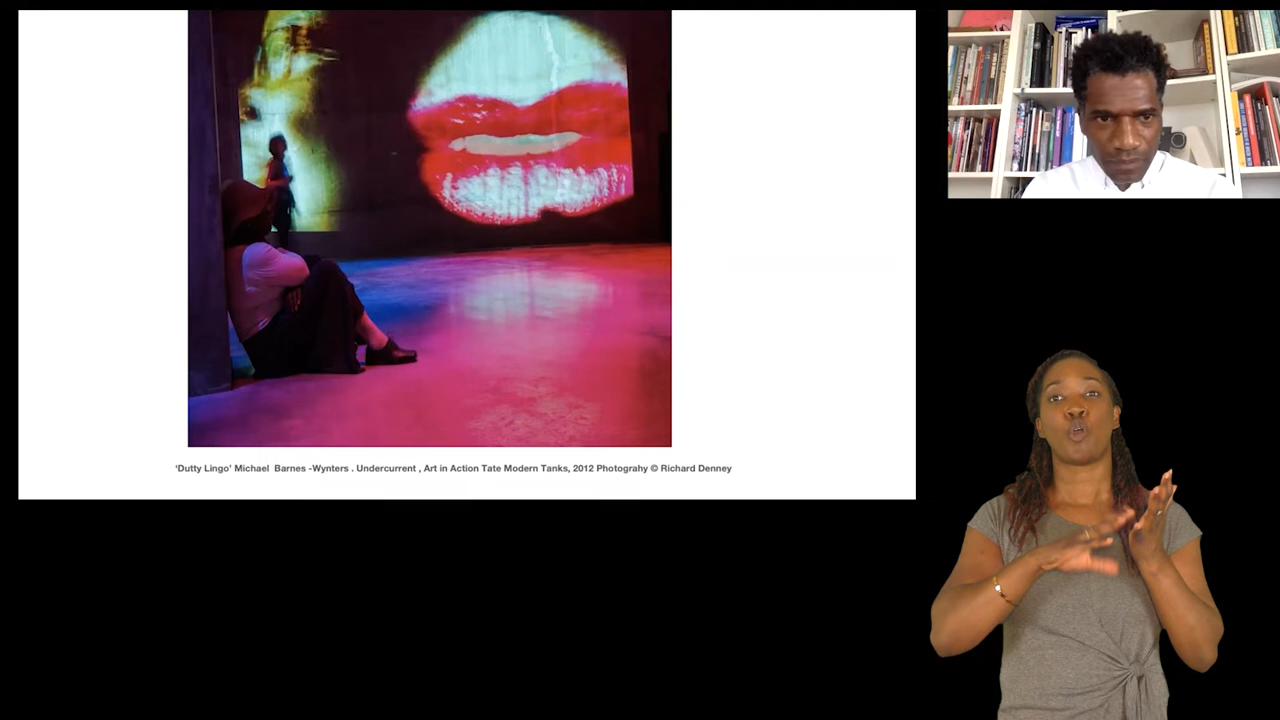 ‘Dutty Lingo’ Michael  Barnes -Wynters . Undercurrent , Art in Action Tate Modern Tanks, 2012 Photograhy © Richard Denney